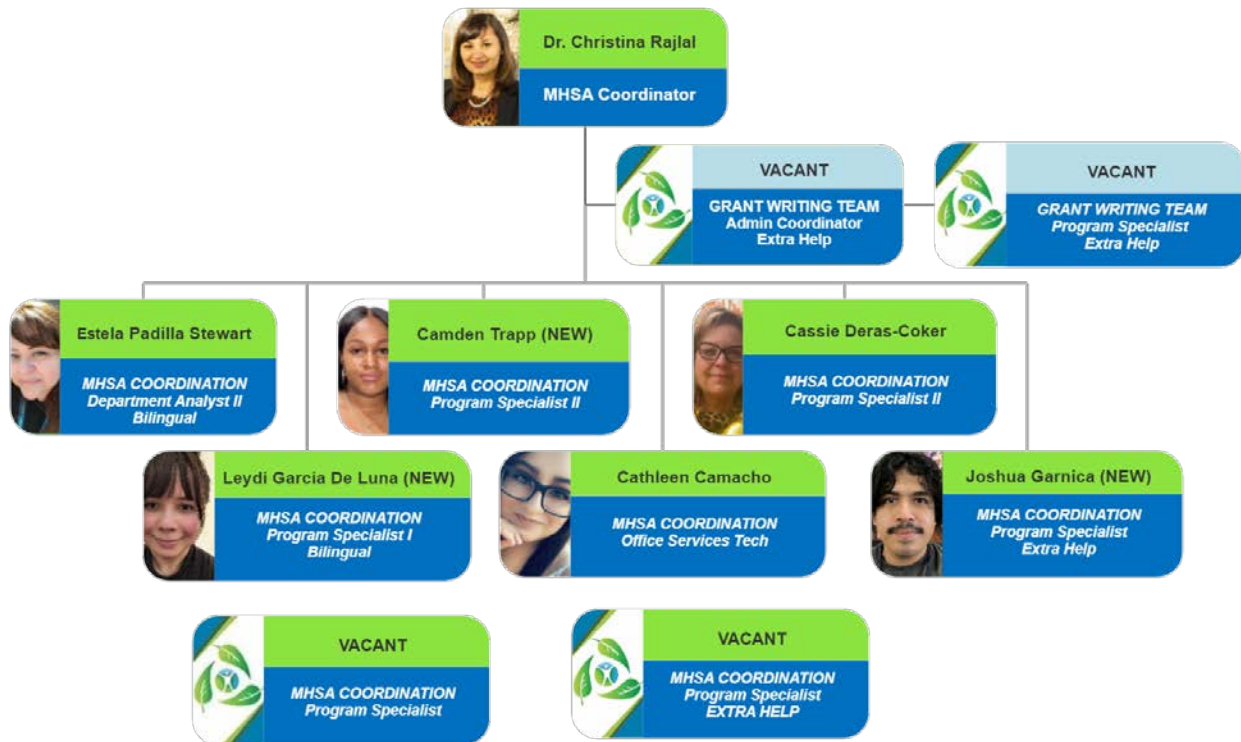 Dr. Christina Rajlal
MHSA Coordinator
VACANT
GRANT WRITING TEAM
Admin Coordinator
Extra Help
VACANT
GRANT WRITING TEAM
Program Specialist
Extra Help
Estela Padilla Stewart
MHSA COORDINATION
Department Analyst II
Bilingual
Camden Trapp (NEW)
MHSA COORDINATION
Program Specialist II
Cassie Deras-Coker
MHSA COORDINATION
Program Specialist II
Leydi Garcia De Luna (NEW)
MHSA COORDINATION
Program Specialist I
Bilingual
Cathleen Camacho
MHSA COORDINATION
Office Services Tech
Joshua Garnica (NEW)
MHSA COORDINATION
Program Specialist
Extra Help
VACANT
MHSA COORDINATION
Program Specialist
VACANT
MHSA COORDINATION
Program Specialist
EXTRA HELP